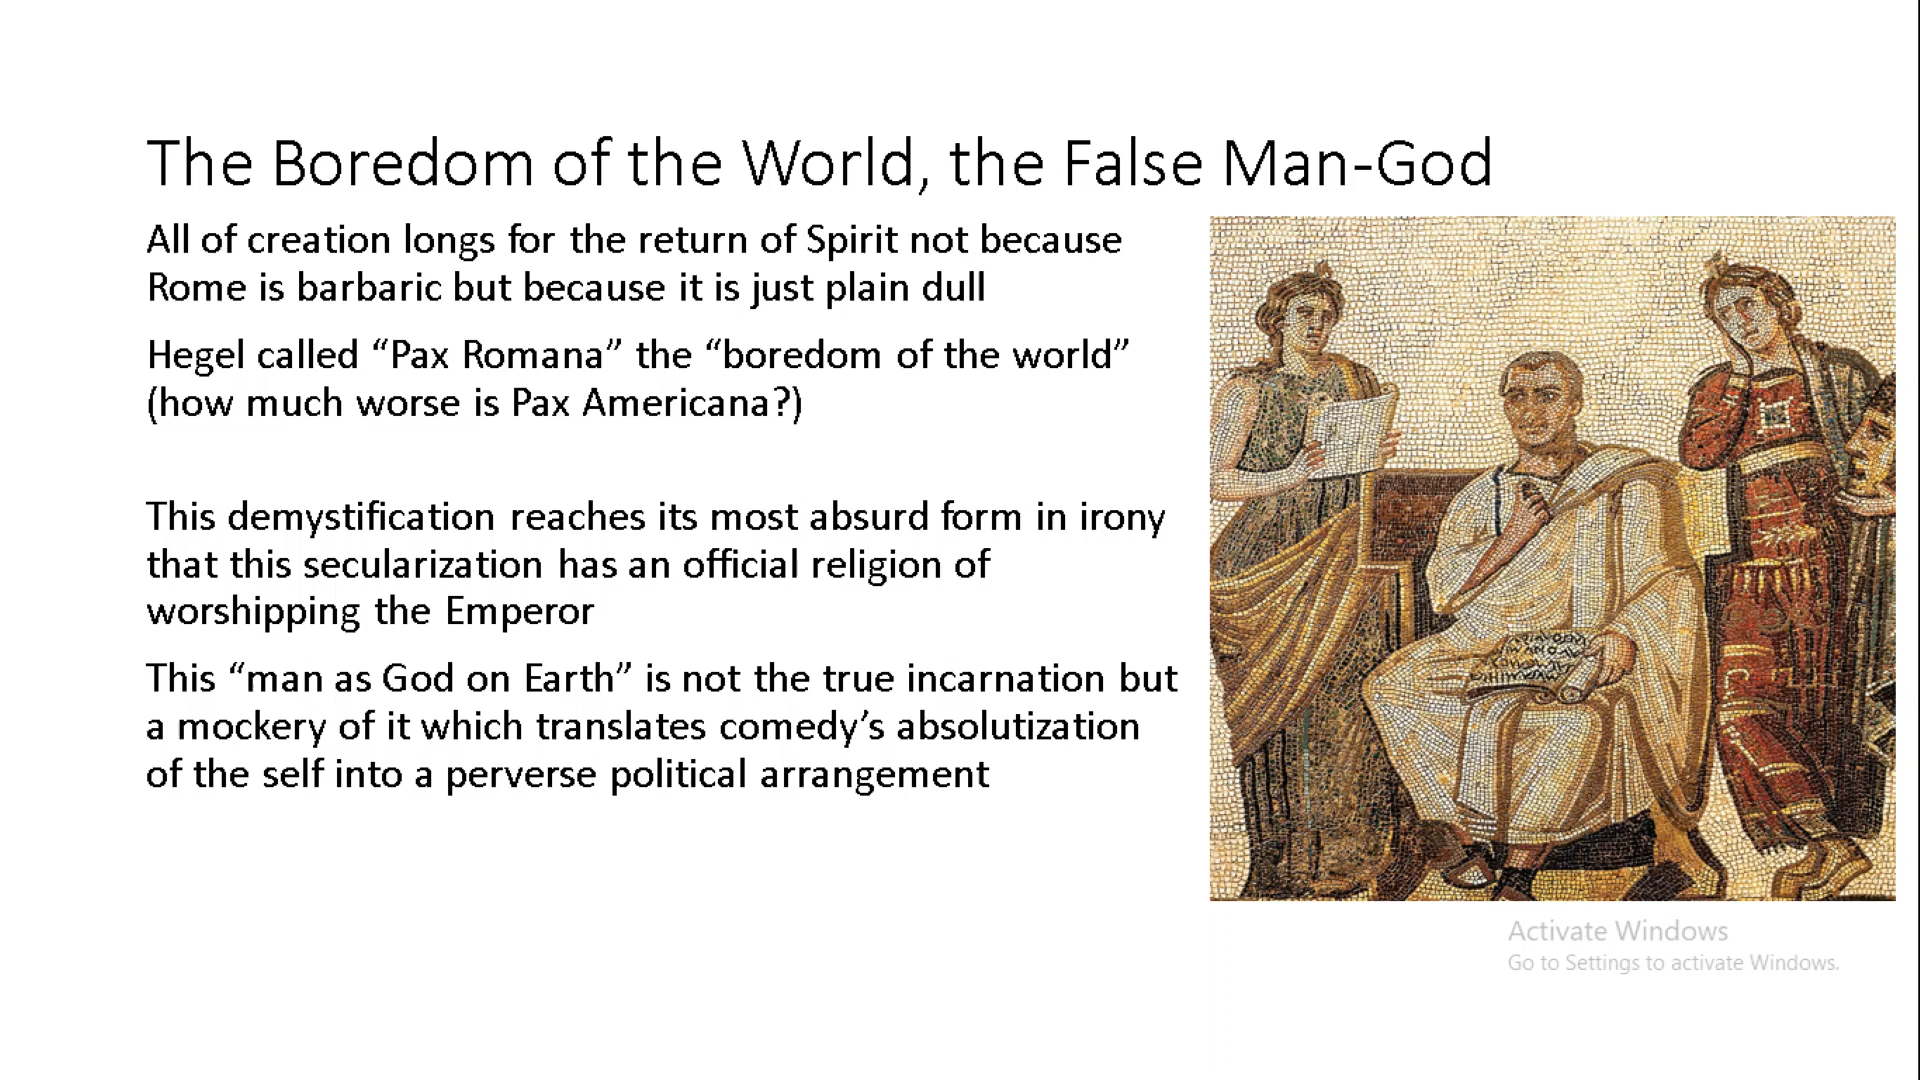 The Boredom of the World, the False Man-God
All of creation longs for the return of Spirit not because
Rome is barbaric but because it is just plain dull
Hegel called “Pax Romana” the “boredom of the world”
(how much worse is Pax Americana?)
This demystification reaches its most absurd form in irony
that this secularization has an official religion of
worshipping the Emperor
This “man as God on Earth” is not the true incarnation but
a mockery of it which translates comedy’s absolutization
of the self into a perverse political arrangement
Activate Windows
Go to Settings to activate Windows.